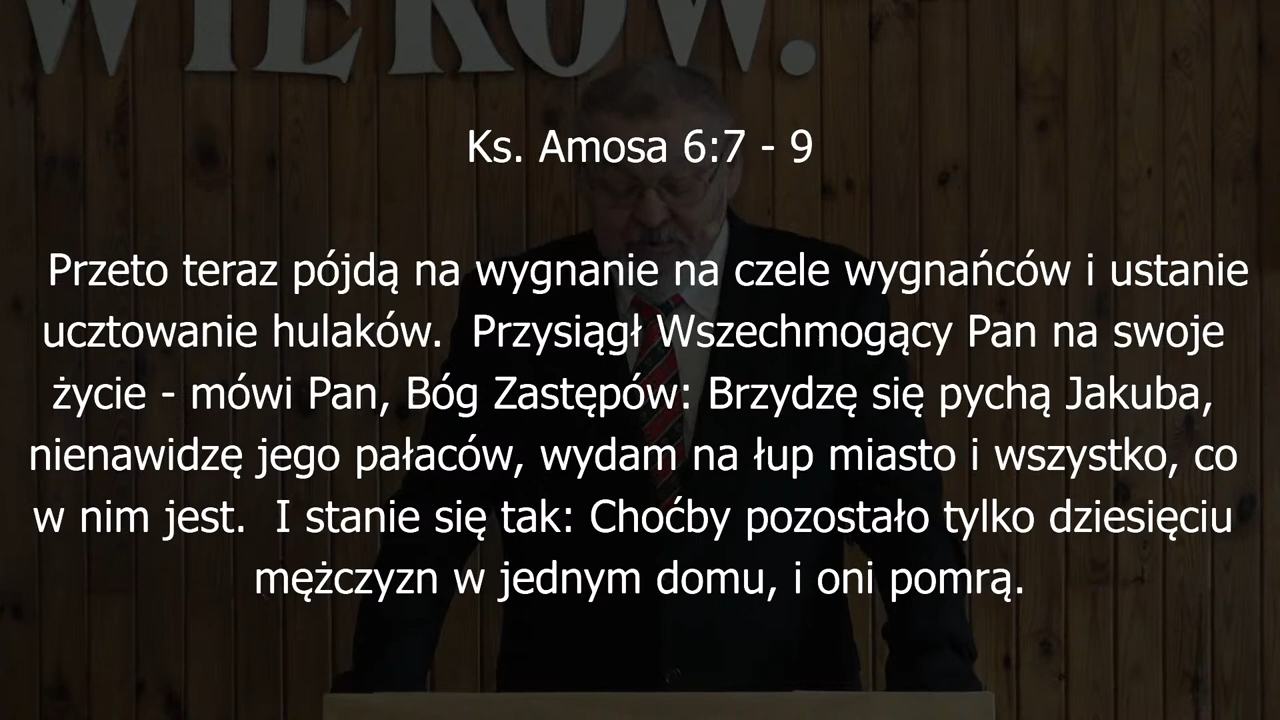 WIEKÓW.
Ks. Amosa 6:7 - 9
Przeto teraz pójdą na wygnanie na czele wygnańców i ustanie
ucztowanie hulaków. Przysiągł Wszechmogący Pan na swoje
życie - mówi Pan, Bóg Zastępów: Brzydzę się pychą Jakuba,
nienawidzę jego pałaców, wydam na łup miasto i wszystko, co
w nim jest. I stanie się tak: Choćby pozostało tylko dziesięciu
mężczyzn w jednym domu, i oni pomrą.